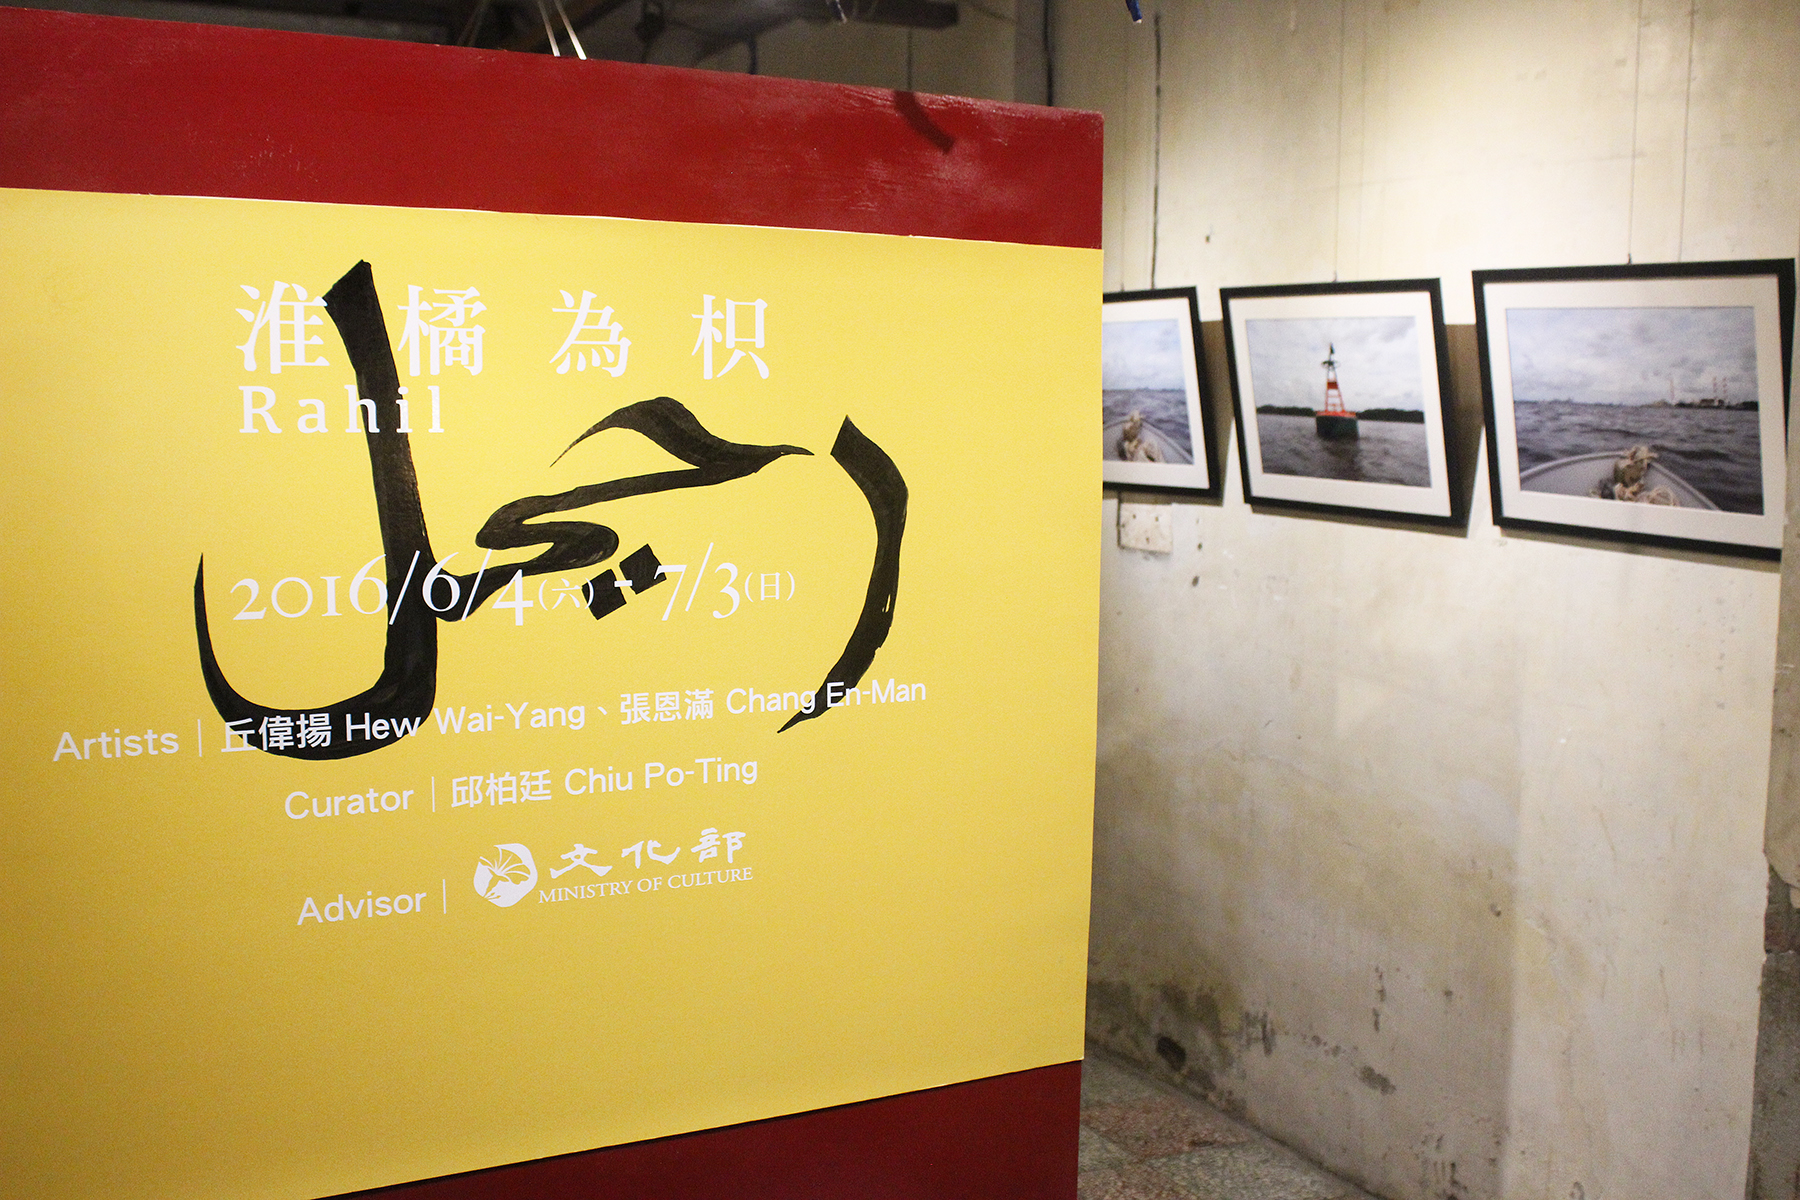 淮橘為枳
Rahil
رحيل
2016/6/4(六)-7/3(日)
Artists｜丘偉揚 Hew Wai-Yang、張恩滿 Chang En-Man
Curator｜邱柏廷 Chiu Po-Ting
Advisor｜文化部
MINISTRY OF CULTURE